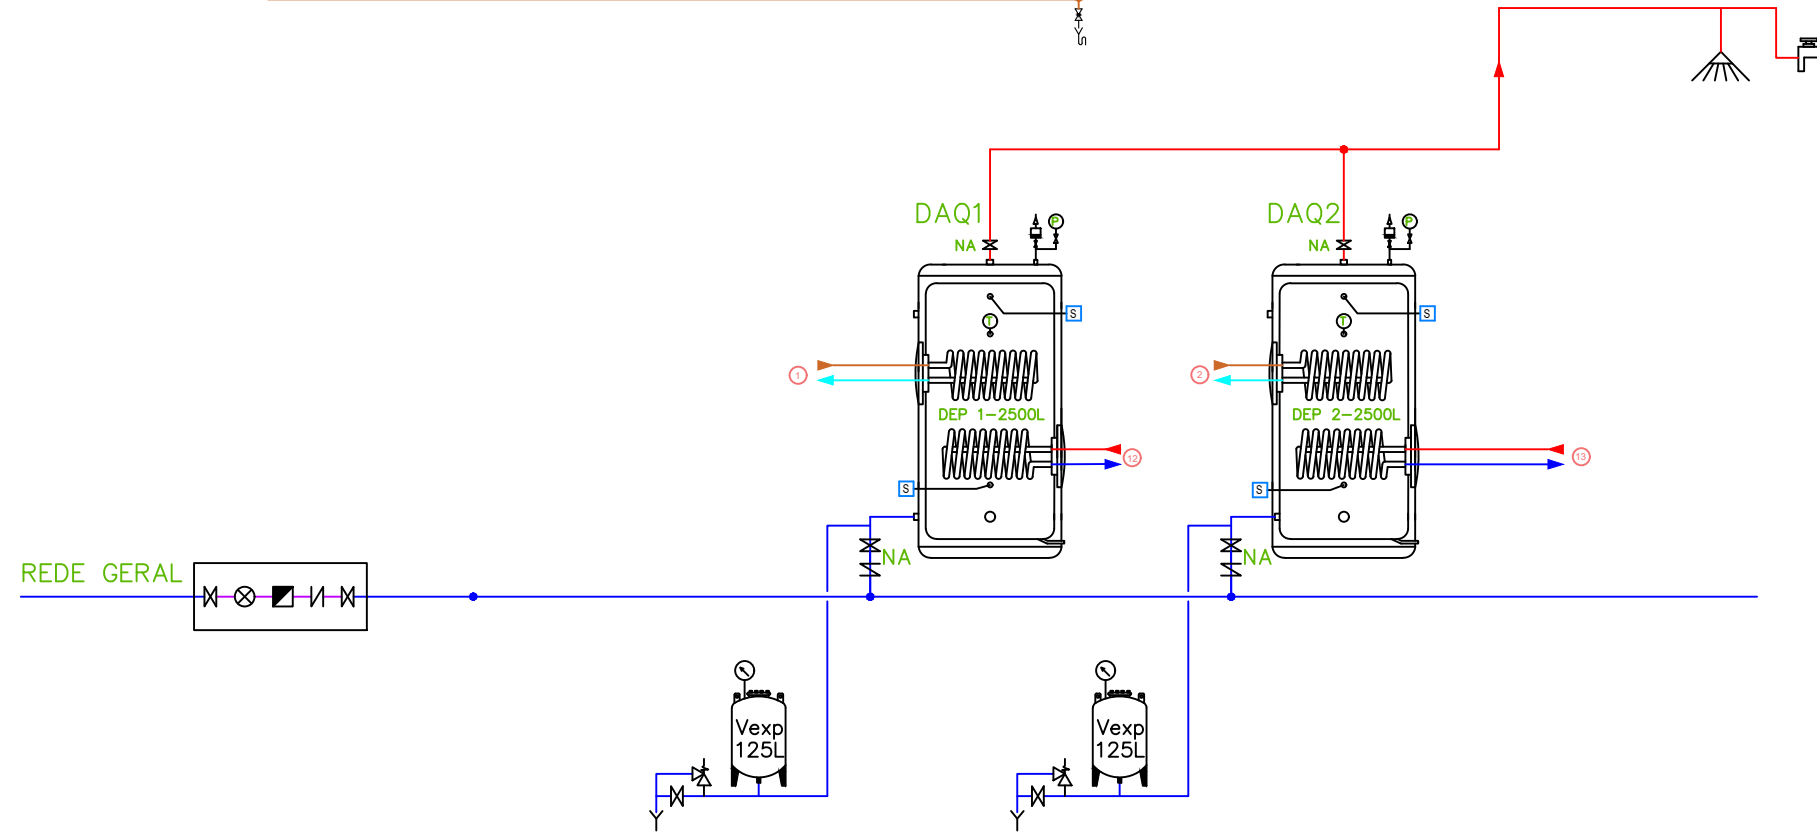 DAQ1
P
NA
S
T
1
DEP 1-2500L
12
S
NA
DAQ2
P
NA
S
T
2
DEP 2-2500L
13
S
NA
REDE GERAL
Vexp
125L
Vexp
125L